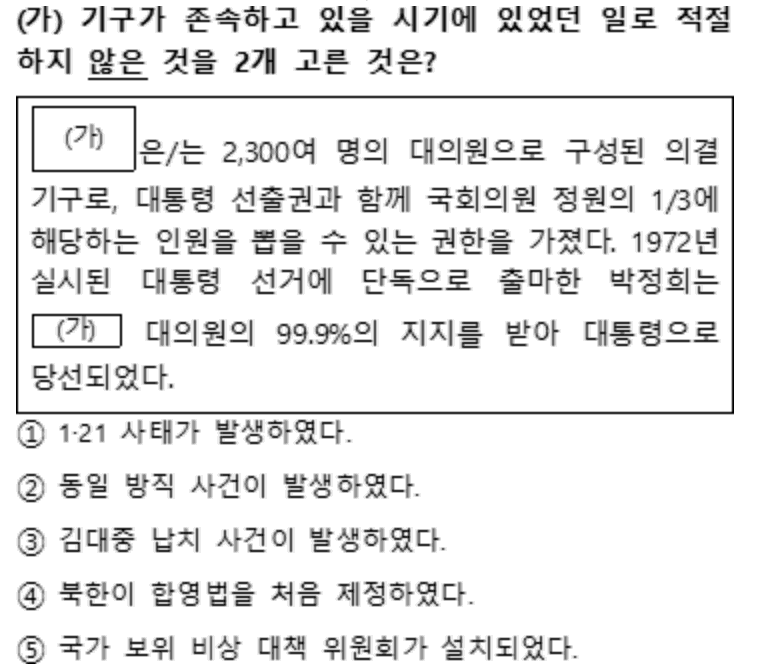 (가) 기구가 존속하고 있을 시기에 있었던 일로 적절
하지 않은 것을 2개 고른 것은?
(가) 은/는 2,300여 명의 대의원으로 구성된 의결
기구로, 대통령 선출권과 함께 국회의원 정원의 1/3에
해당하는 인원을 뽑을 수 있는 권한을 가졌다. 1972년
실시된 대통령 선거에 단독으로 출마한 박정희는
(가) 대의원의 99.9%의 지지를 받아 대통령으로
당선되었다.
① 1·21 사태가 발생하였다.
② 동일 방직 사건이 발생하였다.
③ 김대중 납치 사건이 발생하였다.
④ 북한이 합영법을 처음 제정하였다.
⑤ 국가 보위 비상 대책 위원회가 설치되었다.